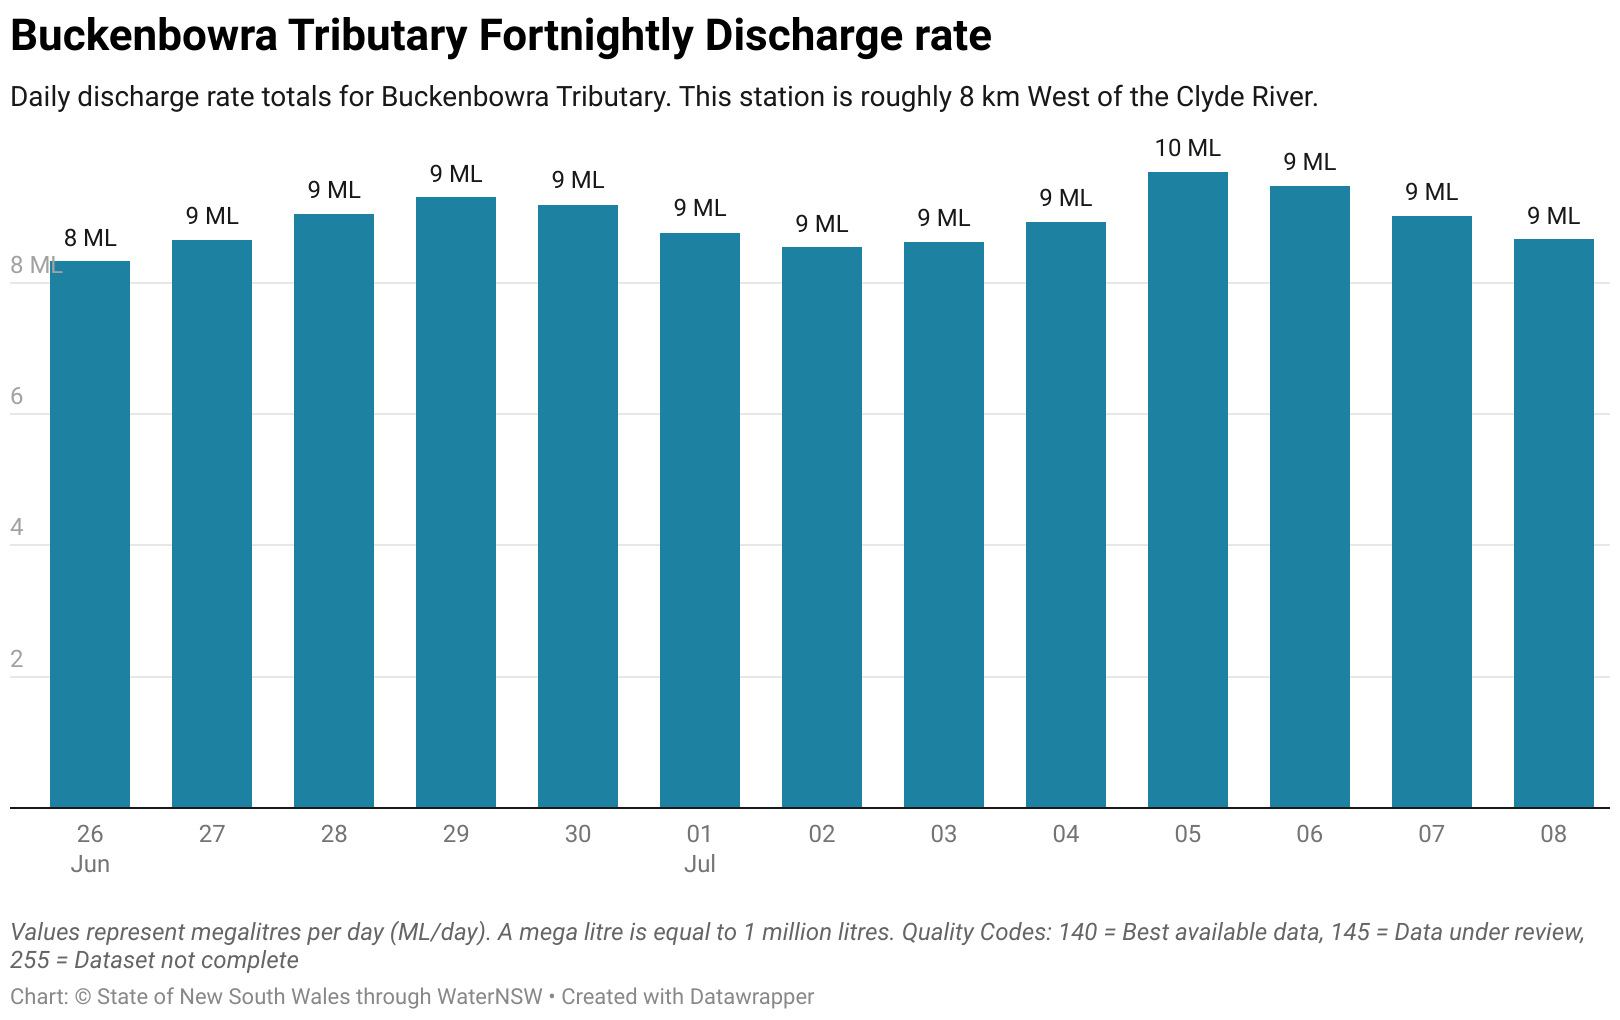 Buckenbowra Tributary Fortnightly Discharge rate
Daily discharge rate totals for Buckenbowra Tributary. This station is roughly 8 km West of the Clyde River.
8 ML
9 ML
9 ML
9 ML
9 ML
9 ML
9 ML
9 ML
9 ML
10 ML
9 ML
9 ML
9 ML
8 ML
6
4
2
26 27 28 29 30 01 02 03 04 05 06 07 08
Jun Jul
Values represent megalitres per day (ML/day). A mega litre is equal to 1 million litres. Quality Codes: 140 = Best available data, 145 = Data under review,
255 = Dataset not complete
Chart: © State of New South Wales through WaterNSW • Created with Datawrapper